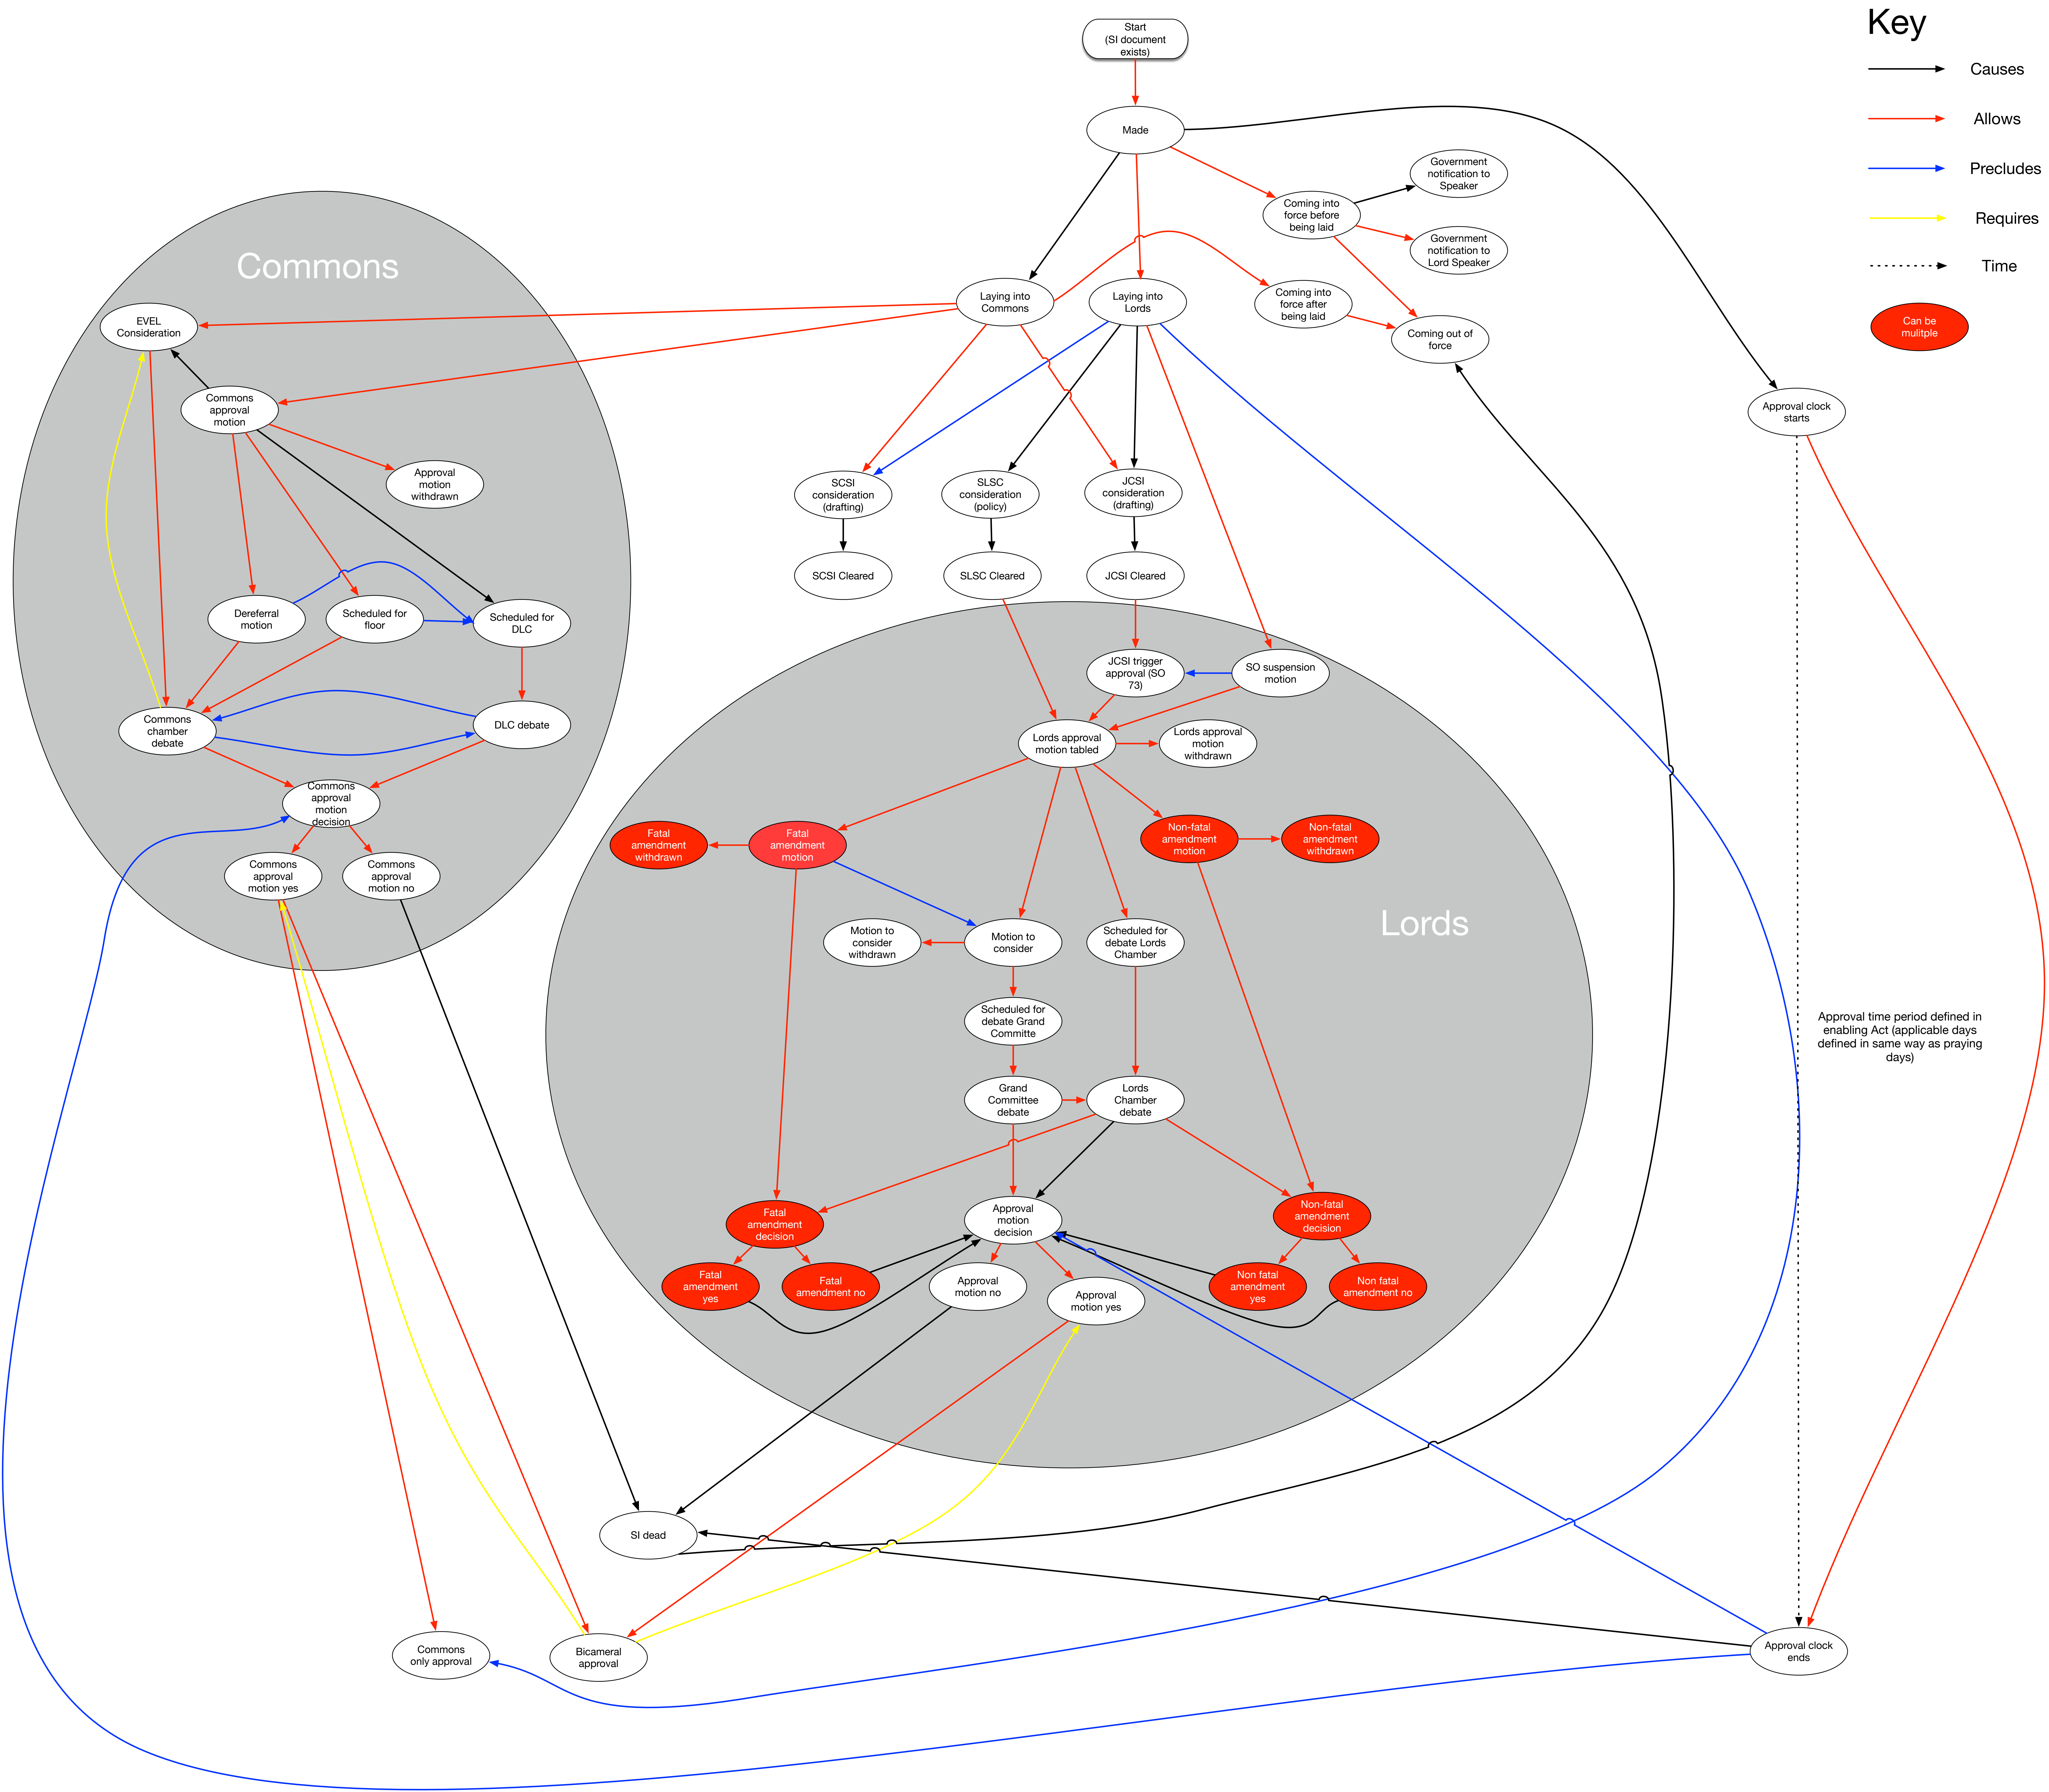 Key
Causes
Allows
Precludes
Requires
Time
Can be
mulitple
Start
(SI document
exists)
Made
Government
notification to
Speaker
Coming into
force before
being laid
Government
notification to
Lord Speaker
Laying into
Commons
Laying into
Lords
Coming into
force after
being laid
Coming out of
force
Approval clock
starts
Commons
EVEL
Consideration
Commons
approval
motion
Approval
motion
withdrawn
Dereferral
motion
Scheduled for
floor
Scheduled for
DLC
Commons
chamber
debate
DLC debate
Commons
approval
motion
decision
Commons
approval
motion yes
Commons
approval
motion no
SCSI
consideration
(drafting)
SLSC
consideration
(policy)
JCSI
consideration
(drafting)
SCSI Cleared
SLSC Cleared
JCSI Cleared
Lords
JCSI trigger
approval (SO
73)
SO suspension
motion
Lords approval
motion tabled
Lords approval
motion
withdrawn
Fatal
amendment
withdrawn
Fatal
amendment
motion
Non-fatal
amendment
motion
Non-fatal
amendment
withdrawn
Motion to
consider
withdrawn
Motion to
consider
Scheduled for
debate Lords
Chamber
Scheduled for
debate Grand
Committe
Grand
Committee
debate
Lords
Chamber
debate
Fatal
amendment
decision
Approval
motion
decision
Non-fatal
amendment
decision
Fatal
amendment
yes
Fatal
amendment no
Approval
motion no
Approval
motion yes
Non fatal
amendment
yes
Non fatal
amendment no
Approval time period defined in
enabling Act (applicable days
defined in same way as praying
days)
SI dead
Commons
only approval
Bicameral
approval
Approval clock
ends